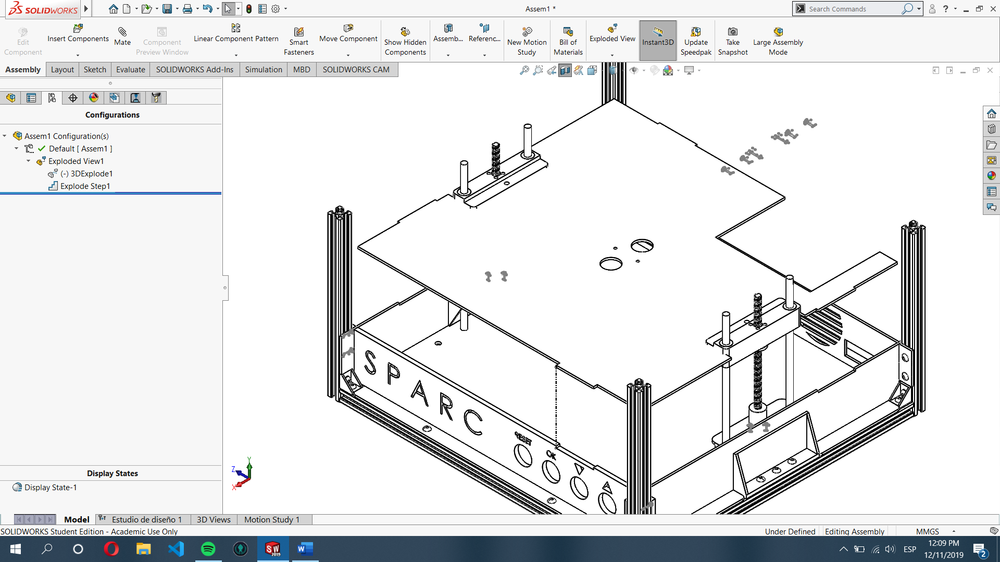 SOLIDWORKS
Assem1 *
Search Commands
?
Edit Component
Insert Components
Mate
Component Preview Window
Linear Component Pattern
Smart Fasteners
Move Component
Show Hidden Components
Assemb...
Referenc...
New Motion Study
Bill of Materials
Exploded View
Instant3D
Update Speedpak
Take Snapshot
Large Assembly Mode
Assembly
Layout
Sketch
Evaluate
SOLIDWORKS Add-Ins
Simulation
MBD
SOLIDWORKS CAM
Configurations
Assem1 Configuration(s)
Default [ Assem1 ]
Exploded View1
(-) 3DExplode1
Explode Step1
SPARC
RESET
OK
Y
Z
X
Display States
Display State-1
Model
Estudio de diseño 1
3D Views
Motion Study 1
SOLIDWORKS Student Edition - Academic Use Only
Under Defined
Editing Assembly
MMGS
SW
2019
W
ESP
12:09 PM
12/11/2019
2